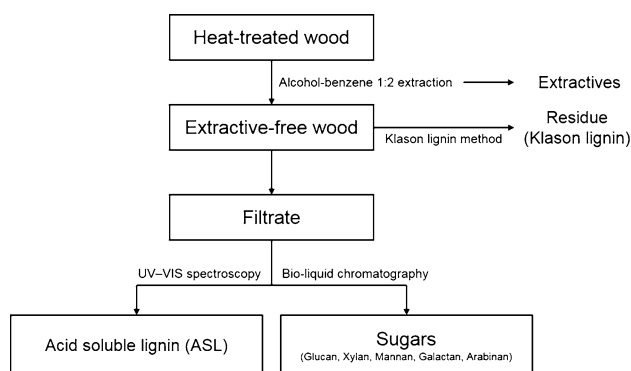 Heat-treated wood
Alcohol-benzene 1:2 extraction
Extractives
Extractive-free wood
Klason lignin method
Residue
(Klason lignin)
Filtrate
UV–VIS spectroscopy
Bio-liquid chromatography
Acid soluble lignin (ASL)
Sugars
(Glucan, Xylan, Mannan, Galactan, Arabinan)